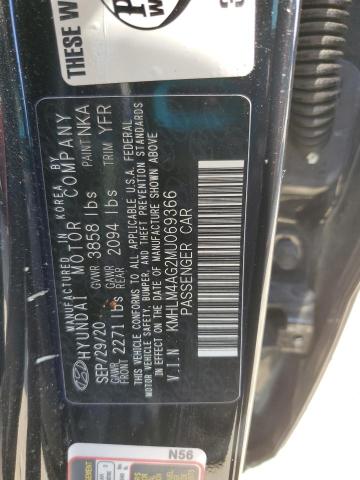 THESE W
MANUFACTURED IN KOREA BY
HYUNDAI MOTOR COMPANY
SEP/29/20 GVWR 3858 lbs PAINT NKA
GAWR FRONT 2271 lbs GAWR REAR 2094 lbs TRIM YFR
THIS VEHICLE CONFORMS TO ALL APPLICABLE U.S.A. FEDERAL
MOTOR VEHICLE SAFETY, BUMPER, AND THEFT PREVENTION STANDARDS
IN EFFECT ON THE DATE OF MANUFACTURE SHOWN ABOVE.
V.I.N KMHLM4AG2MU069366
PASSENGER CAR
N56